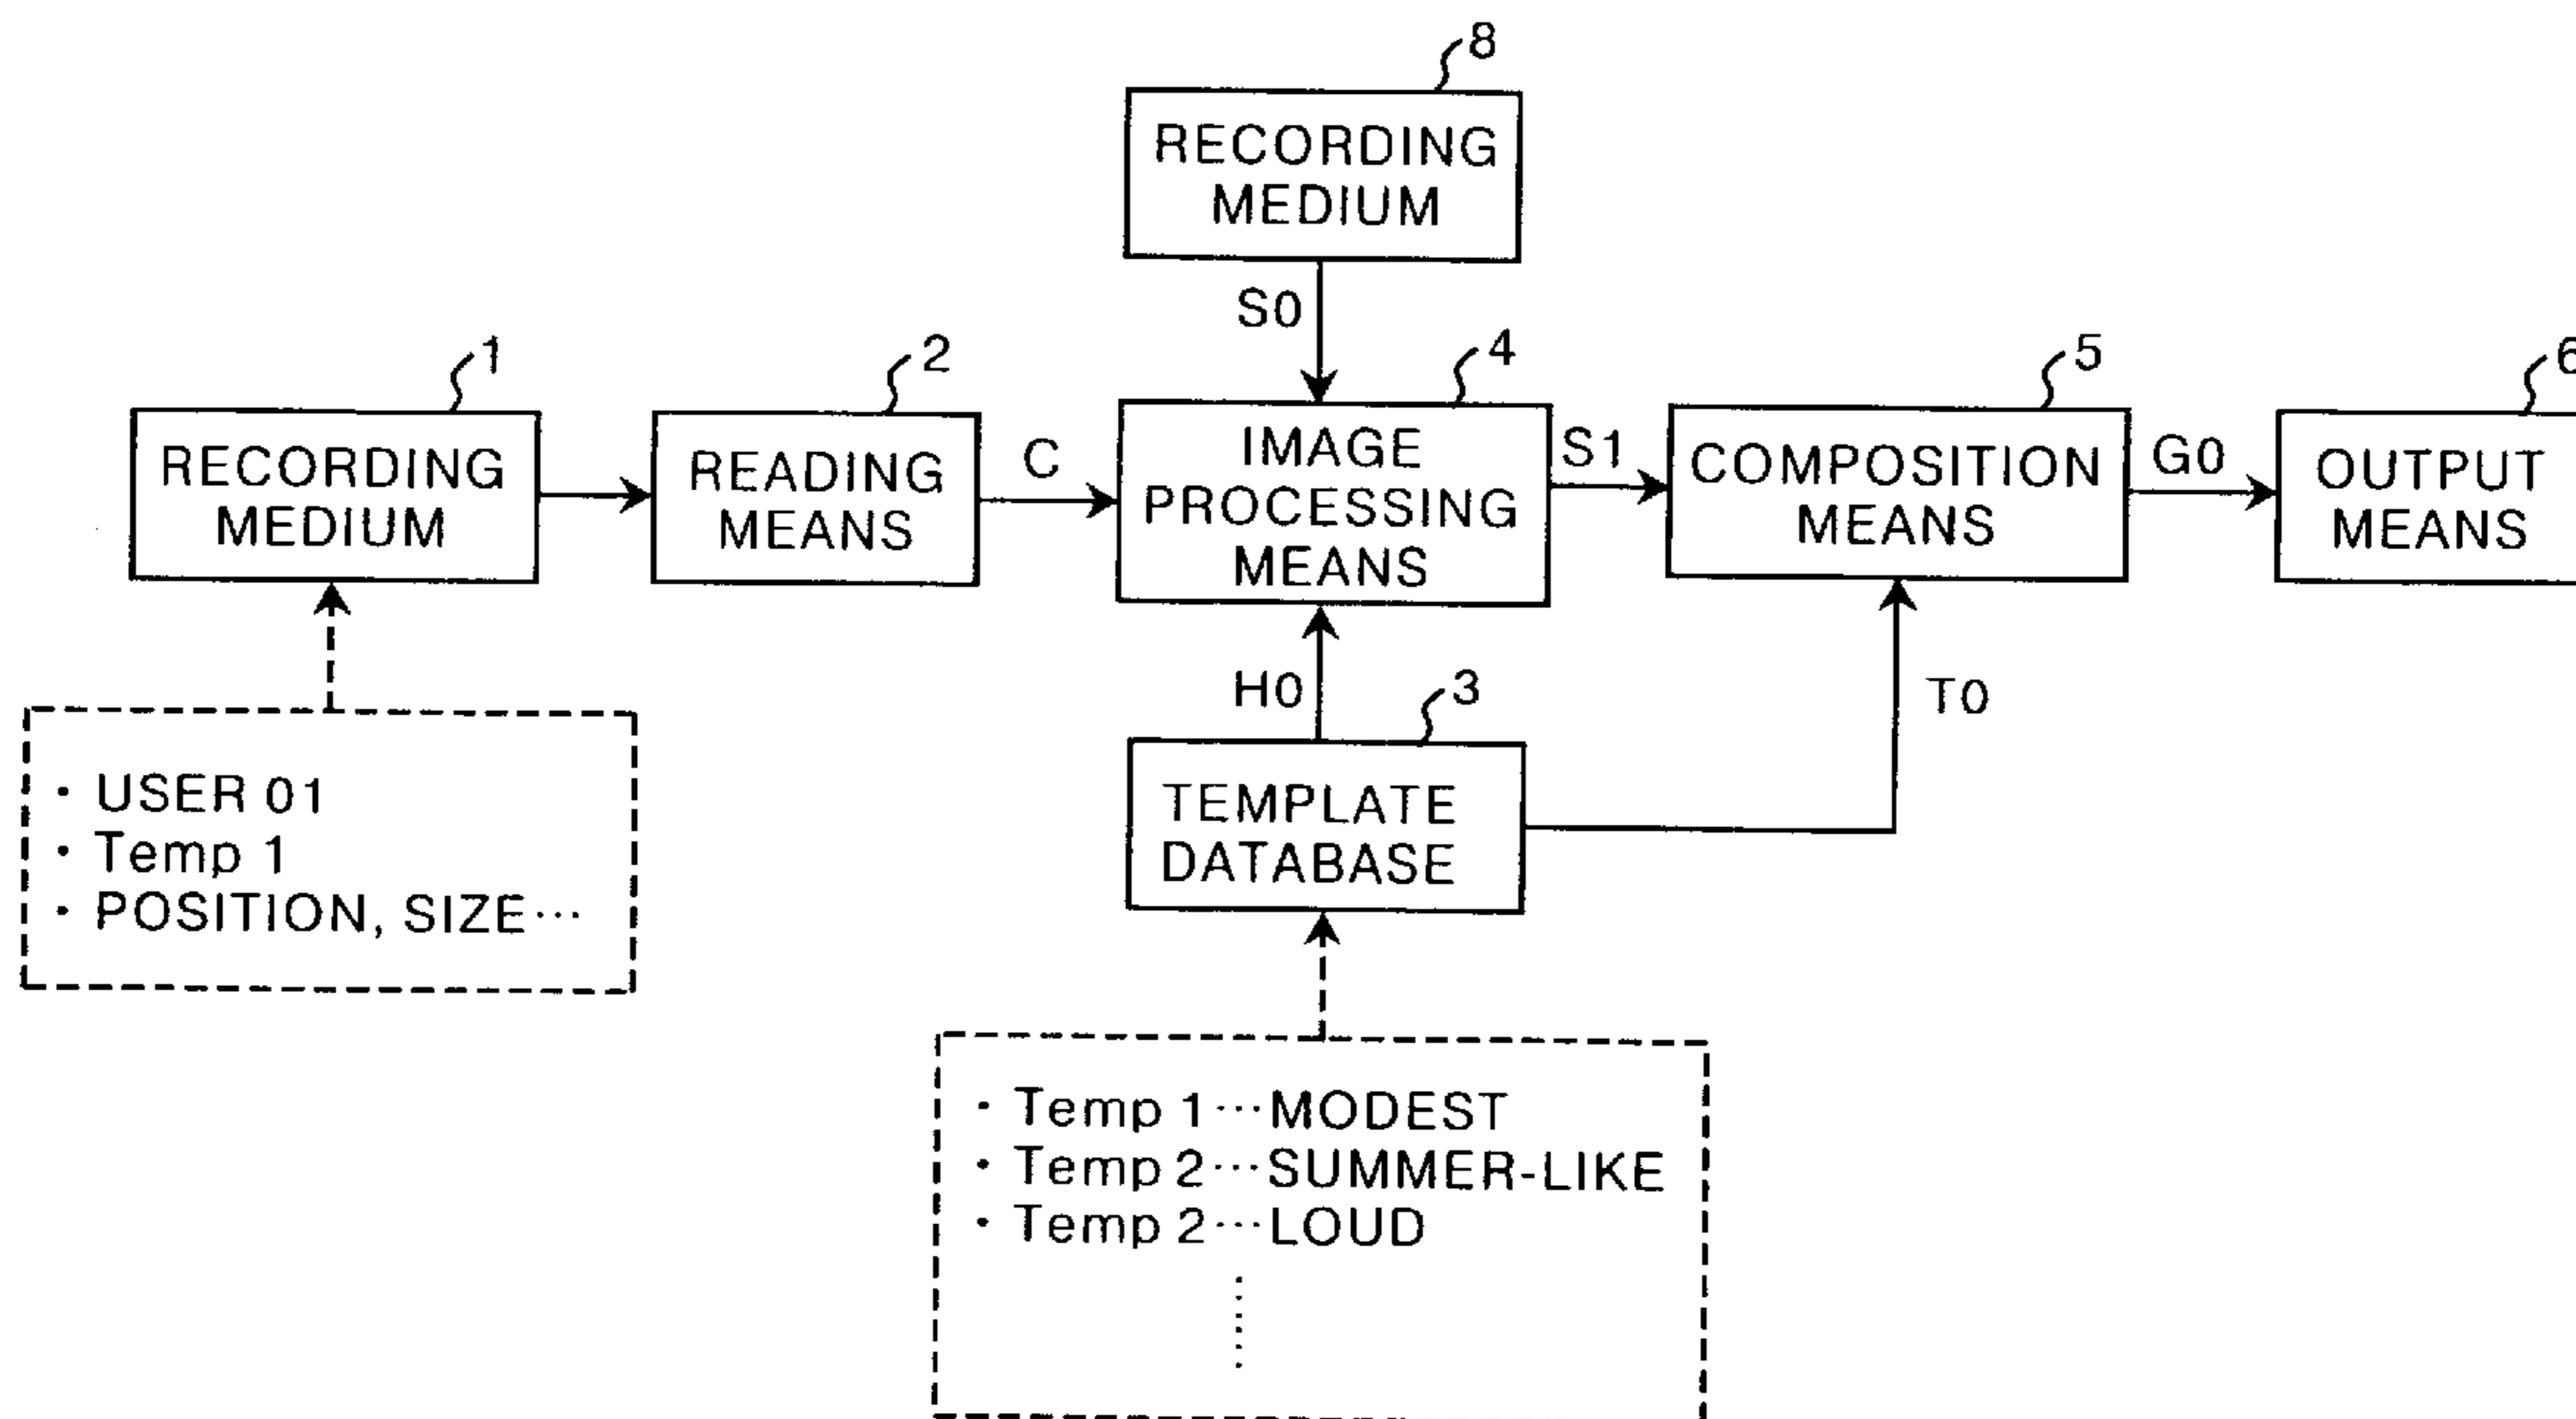 8
RECORDING
MEDIUM
S0
1
RECORDING
MEDIUM
2
READING
MEANS
C
4
IMAGE
PROCESSING
MEANS
S1
5
COMPOSITION
MEANS
G0
6
OUTPUT
MEANS
H0
3
T0
TEMPLATE
DATABASE
· USER 01
· Temp 1
· POSITION, SIZE···
· Temp 1···MODEST
· Temp 2···SUMMER-LIKE
· Temp 2···LOUD